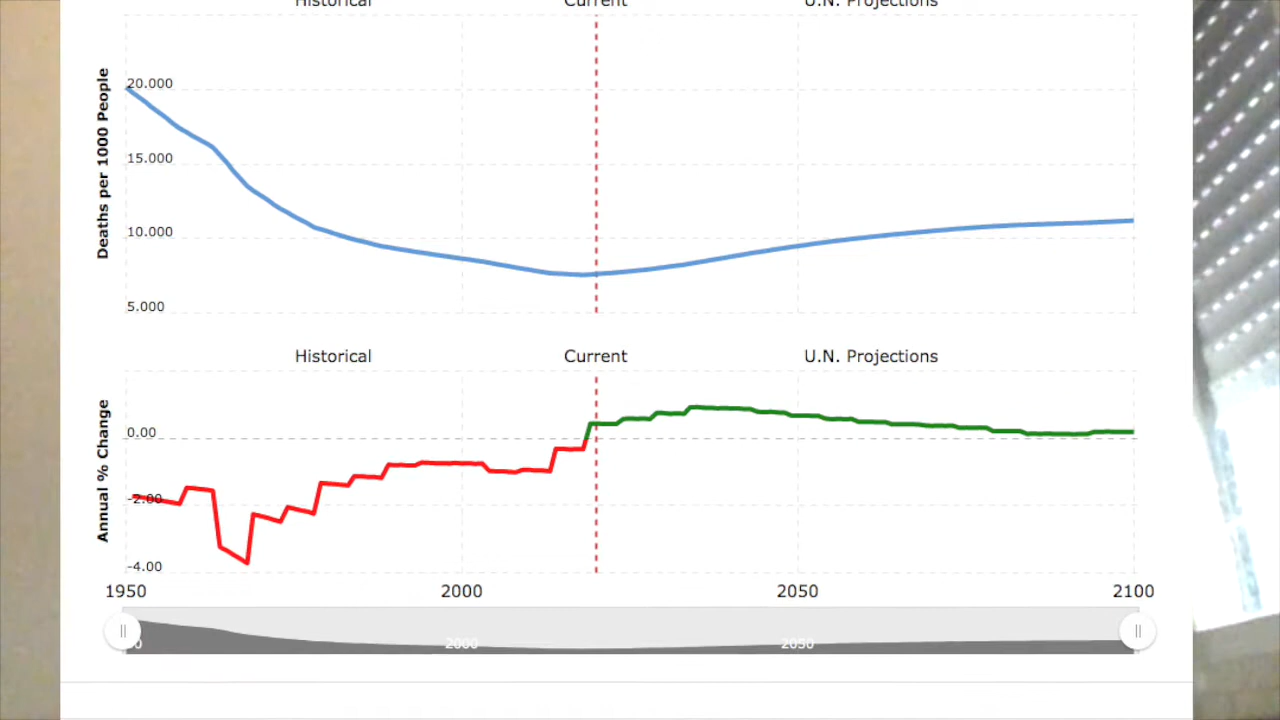 Historical Current U.N. Projections
Deaths per 1000 People
20.000
15.000
10.000
5.000
Historical Current U.N. Projections
Annual % Change
0.00
-2.00
-4.00
1950 2000 2050 2100
0 2000 2050